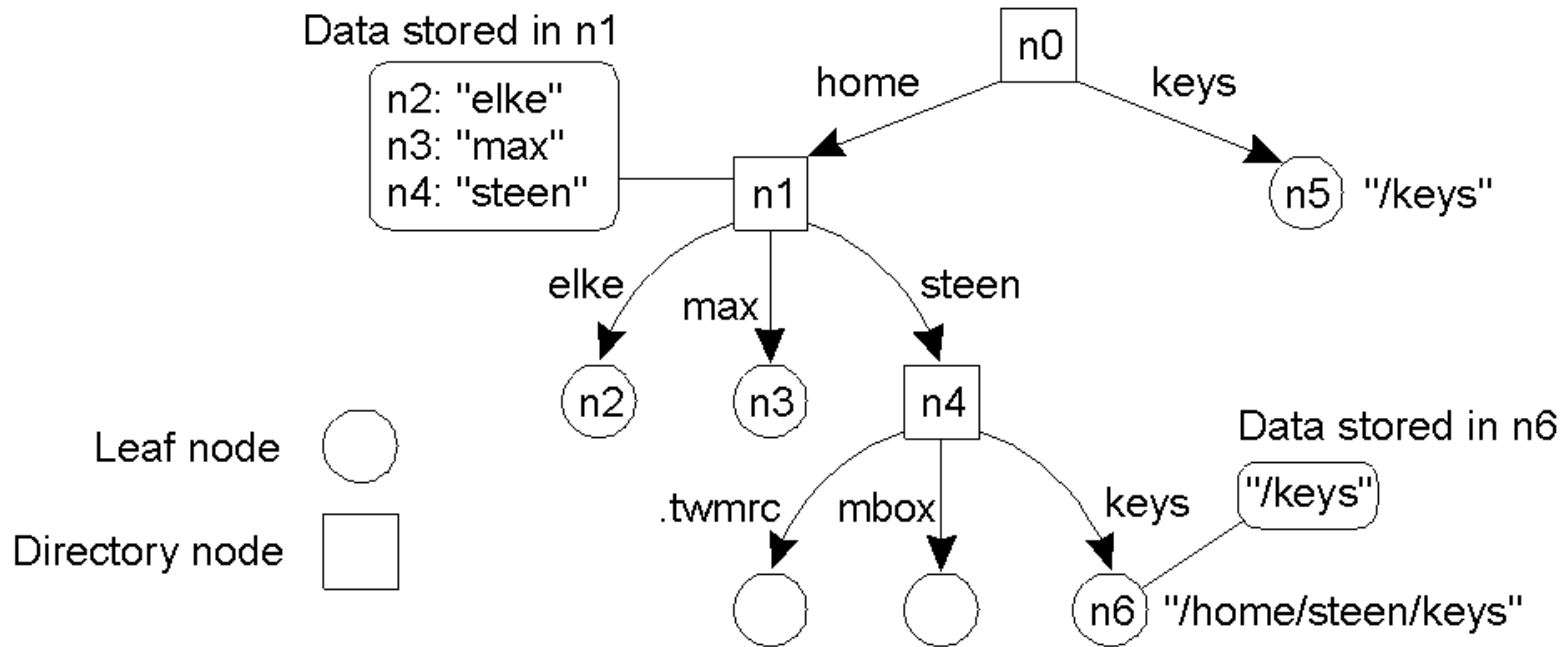 Data stored in n1
n0
n2: "elke"
n3: "max"
n4: "steen"
home
keys
n1
n5
"/keys"
elke
max
steen
n2
n3
n4
Leaf node
Data stored in n6
"/keys"
.twmrc
mbox
keys
Directory node
n6
"/home/steen/keys"